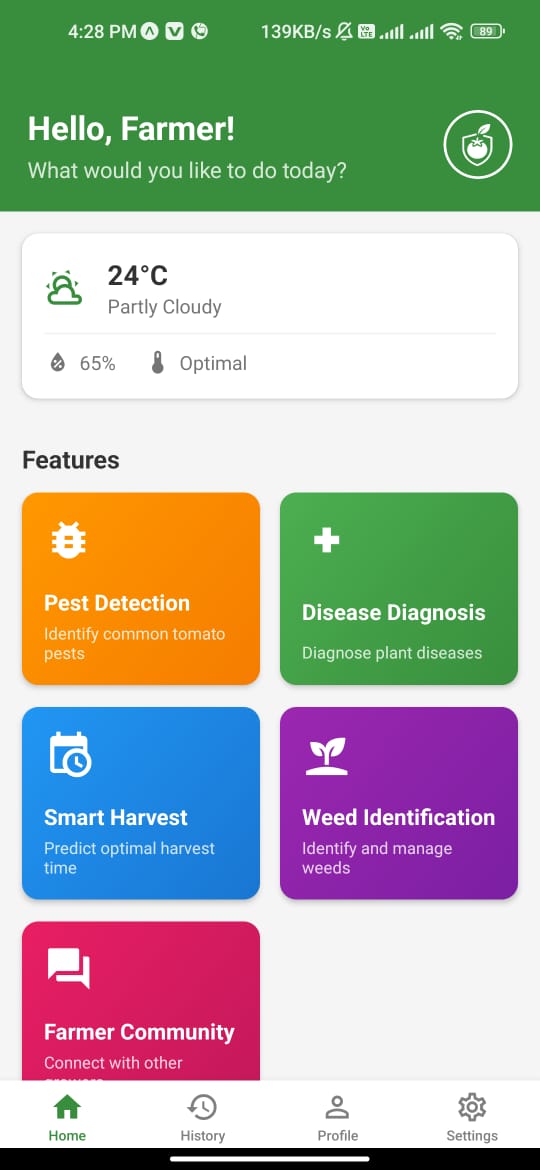 4:28 PM 139KB/s Vo LTE 89
Hello, Farmer!
What would you like to do today?
24°C
Partly Cloudy
65% Optimal
Features
Pest Detection
Identify common tomato
pests
Disease Diagnosis
Diagnose plant diseases
Smart Harvest
Predict optimal harvest
time
Weed Identification
Identify and manage
weeds
Farmer Community
Connect with other
Home History Profile Settings